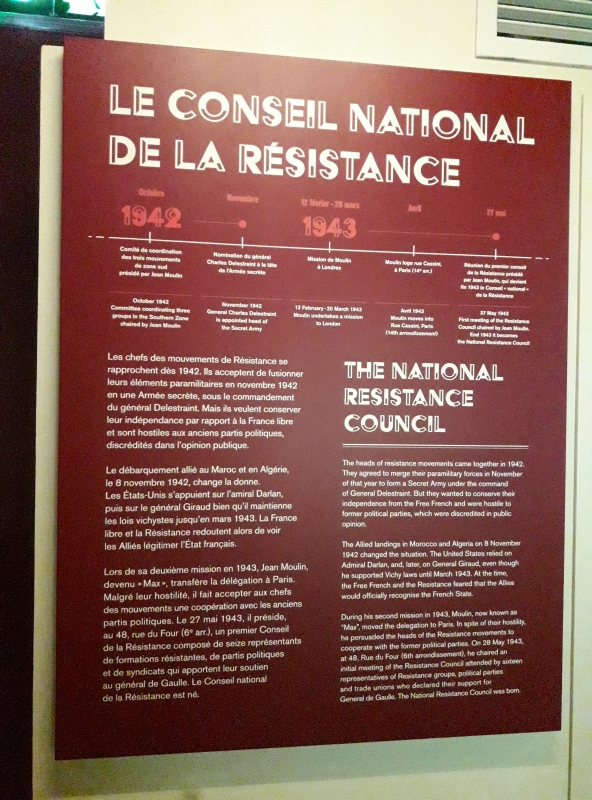 LE CONSEIL NATIONAL
DE LA RÉSISTANCE
Octobre
1942
Novembre
12 février - 20 mars
1943
Avril
27 mai
Comité de coordination
des trois mouvements
de zone sud
présidé par Jean Moulin
Nomination du général
Charles Delestraint à la tête
de l'Armée secrète
Mission de Moulin
à Londres
Moulin loge rue Cassini,
à Paris (14e arr.)
Réunion du premier conseil
de la Résistance présidé
par Jean Moulin, qui devient
fin 1943 le Conseil « national »
de la Résistance
October 1942
Committee coordinating three
groups in the Southern Zone
chaired by Jean Moulin
November 1942
General Charles Delestraint
is appointed head of
the Secret Army
12 February - 20 March 1943
Moulin undertakes a mission
to London
Avril 1943
Moulin moves into
Rue Cassini, Paris
(14th arrondissement)
27 May 1943
First meeting of the Resistance
Council chaired by Jean Moulin.
End 1943 it becomes
the National Resistance Council
Les chefs des mouvements de Résistance se
rapprochent dès 1942. Ils acceptent de fusionner
leurs éléments paramilitaires en novembre 1942
en une Armée secrète, sous le commandement
du général Delestraint. Mais ils veulent conserver
leur indépendance par rapport à la France libre
et sont hostiles aux anciens partis politiques,
discrédités dans l'opinion publique.
Le débarquement allié au Maroc et en Algérie,
le 8 novembre 1942, change la donne.
Les États-Unis s'appuient sur l'amiral Darlan,
puis sur le général Giraud bien qu'il maintienne
les lois vichystes jusqu'en mars 1943. La France
libre et la Résistance redoutent alors de voir
les Alliés légitimer l'État français.
Lors de sa deuxième mission en 1943, Jean Moulin,
devenu « Max », transfère la délégation à Paris.
Malgré leur hostilité, il fait accepter aux chefs
des mouvements une coopération avec les anciens
partis politiques. Le 27 mai 1943, il préside,
au 48, rue du Four (6e arr.), un premier Conseil
de la Résistance composé de seize représentants
de formations résistantes, de partis politiques
et de syndicats qui apportent leur soutien
au général de Gaulle. Le Conseil national
de la Résistance est né.
THE NATIONAL
RESISTANCE
COUNCIL
The heads of resistance movements came together in 1942.
They agreed to merge their paramilitary forces in November
of that year to form a Secret Army under the command
of General Delestraint. But they wanted to conserve their
independence from the Free French and were hostile to
former political parties, which were discredited in public
opinion.
The Allied landings in Morocco and Algeria on 8 November
1942 changed the situation. The United States relied on
Admiral Darlan, and, later, on General Giraud, even though
he supported Vichy laws until March 1943. At the time,
the Free French and the Resistance feared that the Allies
would officially recognise the French State.
During his second mission in 1943, Moulin, now known as
"Max", moved the delegation to Paris. In spite of their hostility,
he persuaded the heads of the Resistance movements to
cooperate with the former political parties. On 28 May 1943,
at 48, Rue du Four (6th arrondissement), he chaired an
initial meeting of the Resistance Council attended by sixteen
representatives of Resistance groups, political parties
and trade unions who declared their support for
General de Gaulle. The National Resistance Council was born.